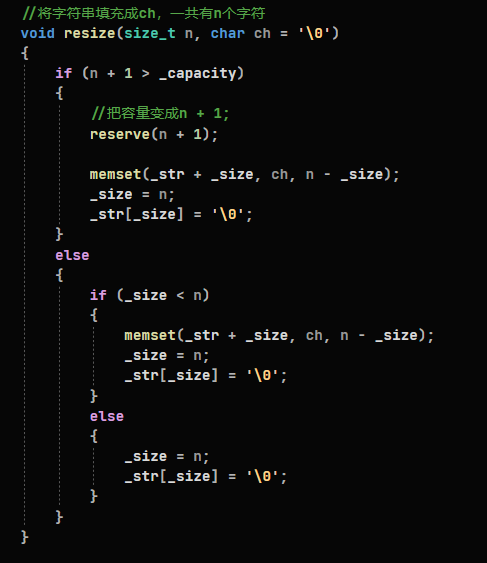 //将字符串填充成ch，一共有n个字符
void resize(size_t n, char ch = '\0')
{
    if (n + 1 > _capacity)
    {
        //把容量变成n + 1;
        reserve(n + 1);

        memset(_str + _size, ch, n - _size);
        _size = n;
        _str[_size] = '\0';
    }
    else
    {
        if (_size < n)
        {
            memset(_str + _size, ch, n - _size);
            _size = n;
            _str[_size] = '\0';
        }
        else
        {
            _size = n;
            _str[_size] = '\0';
        }
    }
}